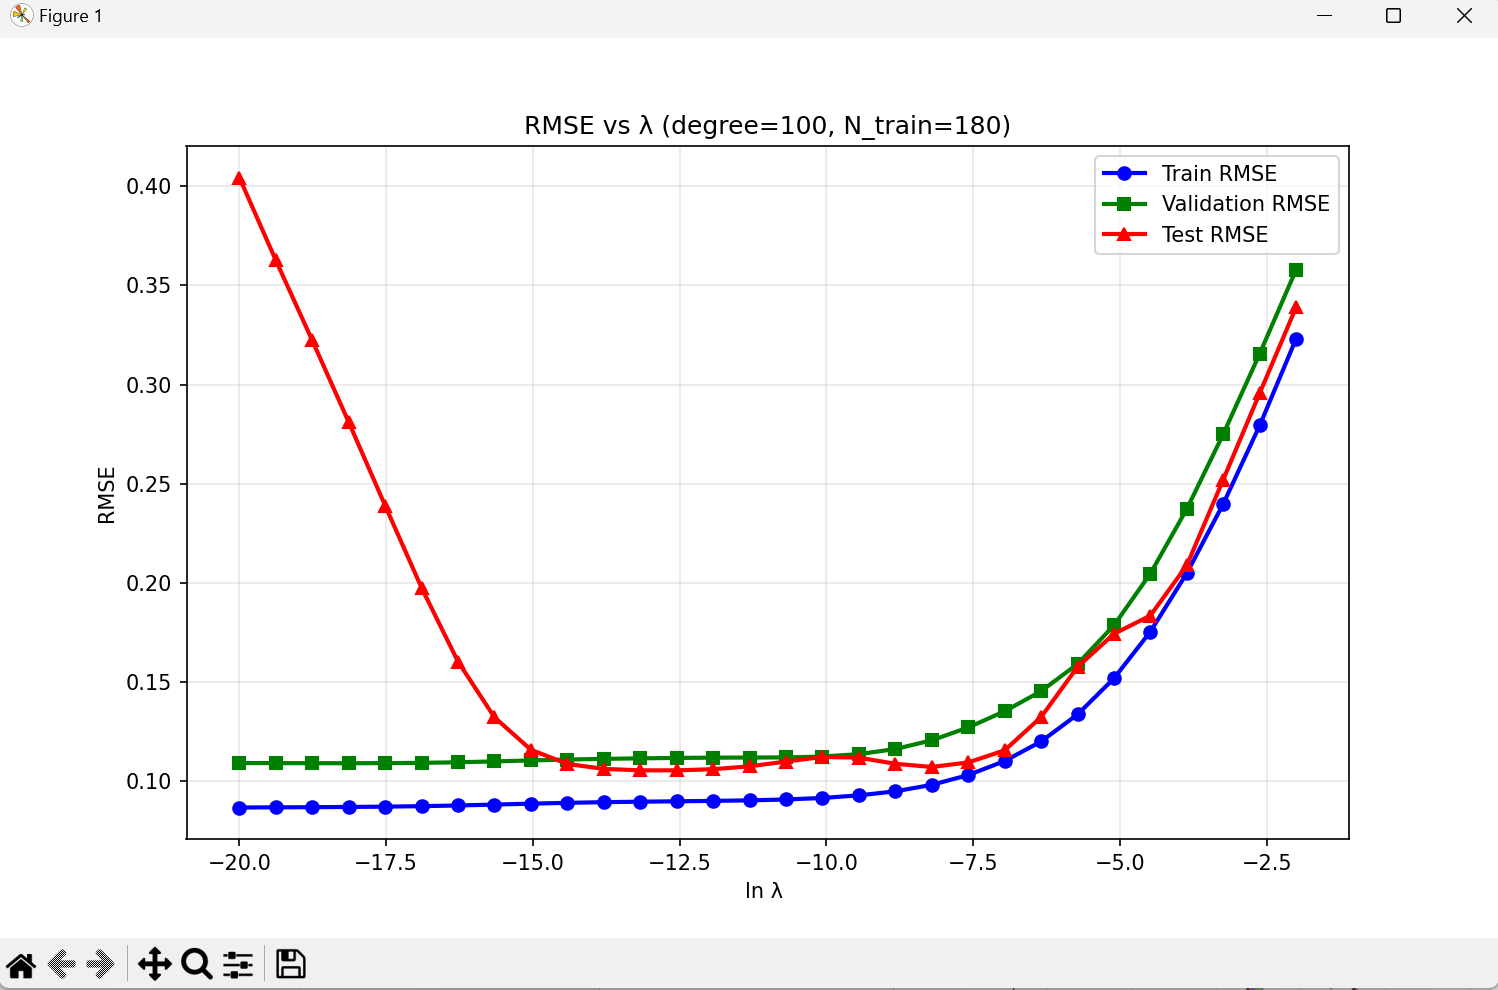 Figure 1
RMSE vs λ (degree=100, N_train=180)
Train RMSE
Validation RMSE
Test RMSE
RMSE
0.40
0.35
0.30
0.25
0.20
0.15
0.10
−20.0 −17.5 −15.0 −12.5 −10.0 −7.5 −5.0 −2.5
ln λ